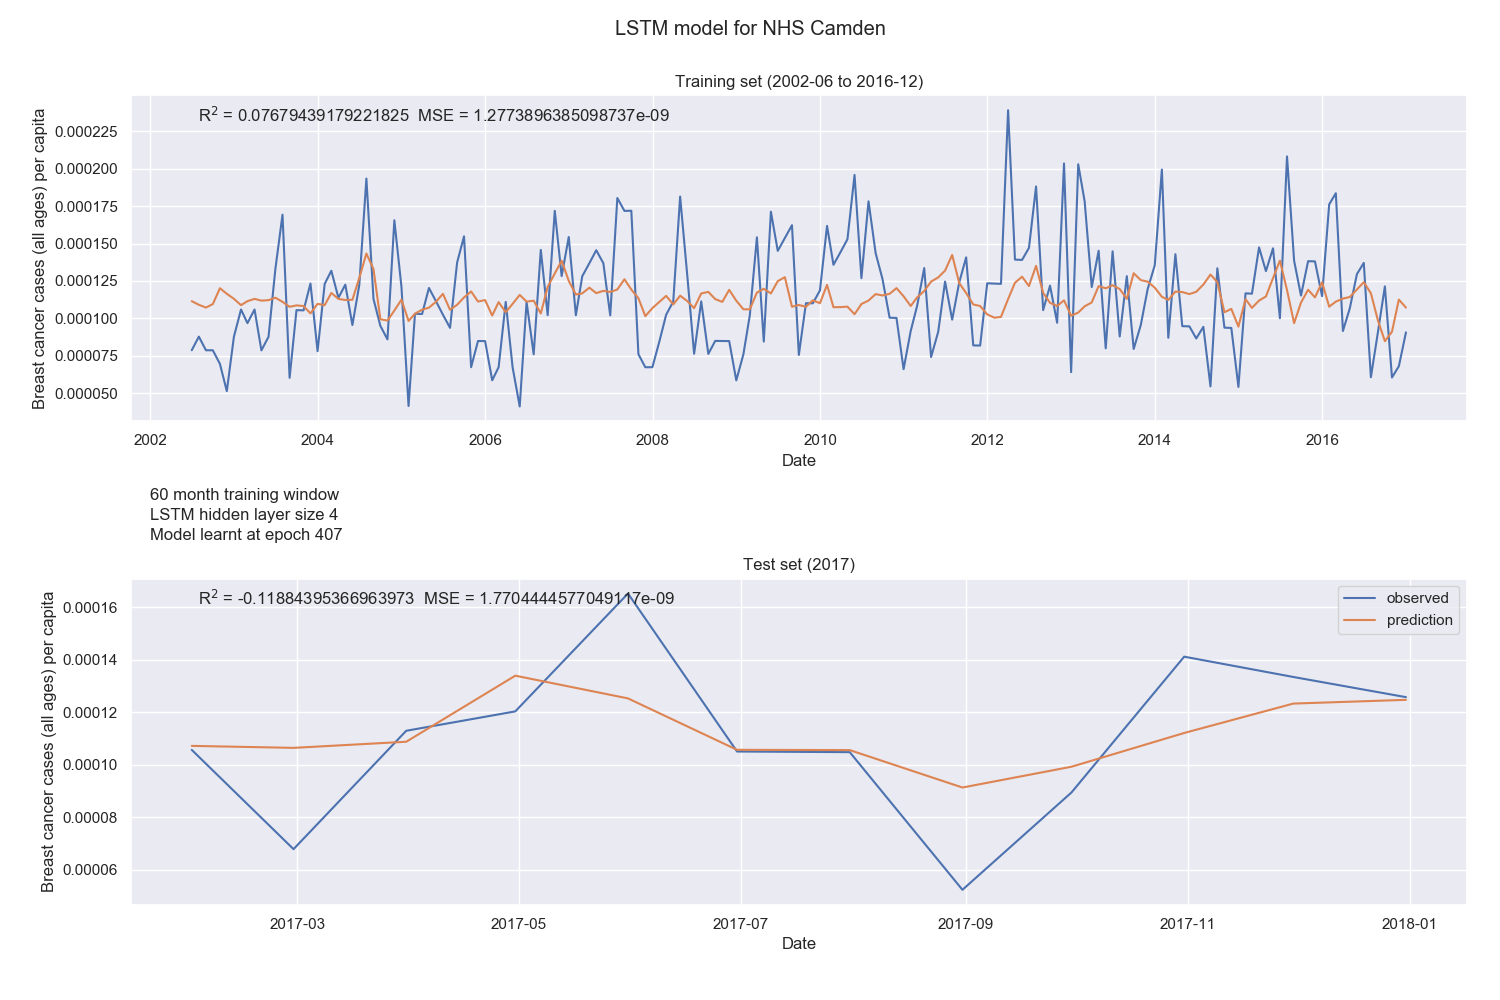 LSTM model for NHS Camden
Training set (2002-06 to 2016-12)
R² = 0.07679439179221825 MSE = 1.2773896385098737e-09
Breast cancer cases (all ages) per capita
0.000225
0.000200
0.000175
0.000150
0.000125
0.000100
0.000075
0.000050
2002 2004 2006 2008 2010 2012 2014 2016
Date
60 month training window
LSTM hidden layer size 4
Model learnt at epoch 407
Test set (2017)
R² = -0.11884395366963973 MSE = 1.7704444577049117e-09
observed
prediction
Breast cancer cases (all ages) per capita
0.00016
0.00014
0.00012
0.00010
0.00008
0.00006
2017-03 2017-05 2017-07 2017-09 2017-11 2018-01
Date